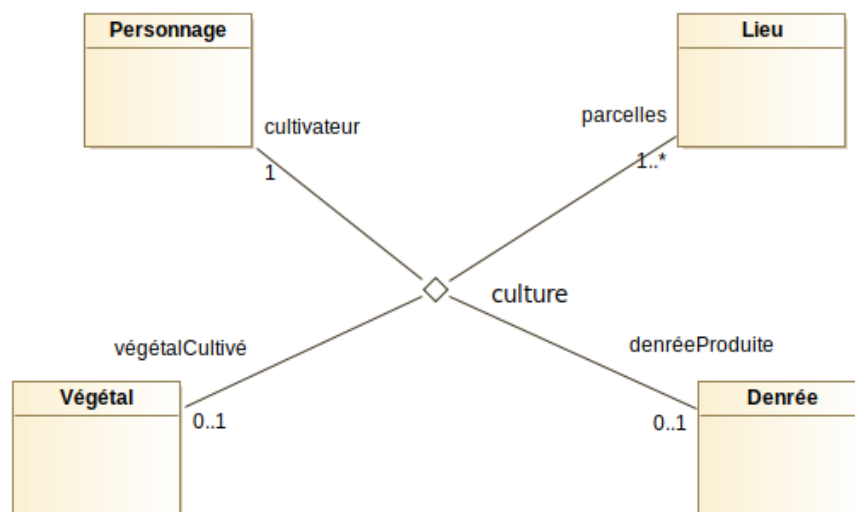 Personnage
Lieu
cultivateur
parcelles
1
1..*
culture
végétalCultivé
denréeProduite
Végétal
Denrée
0..1
0..1